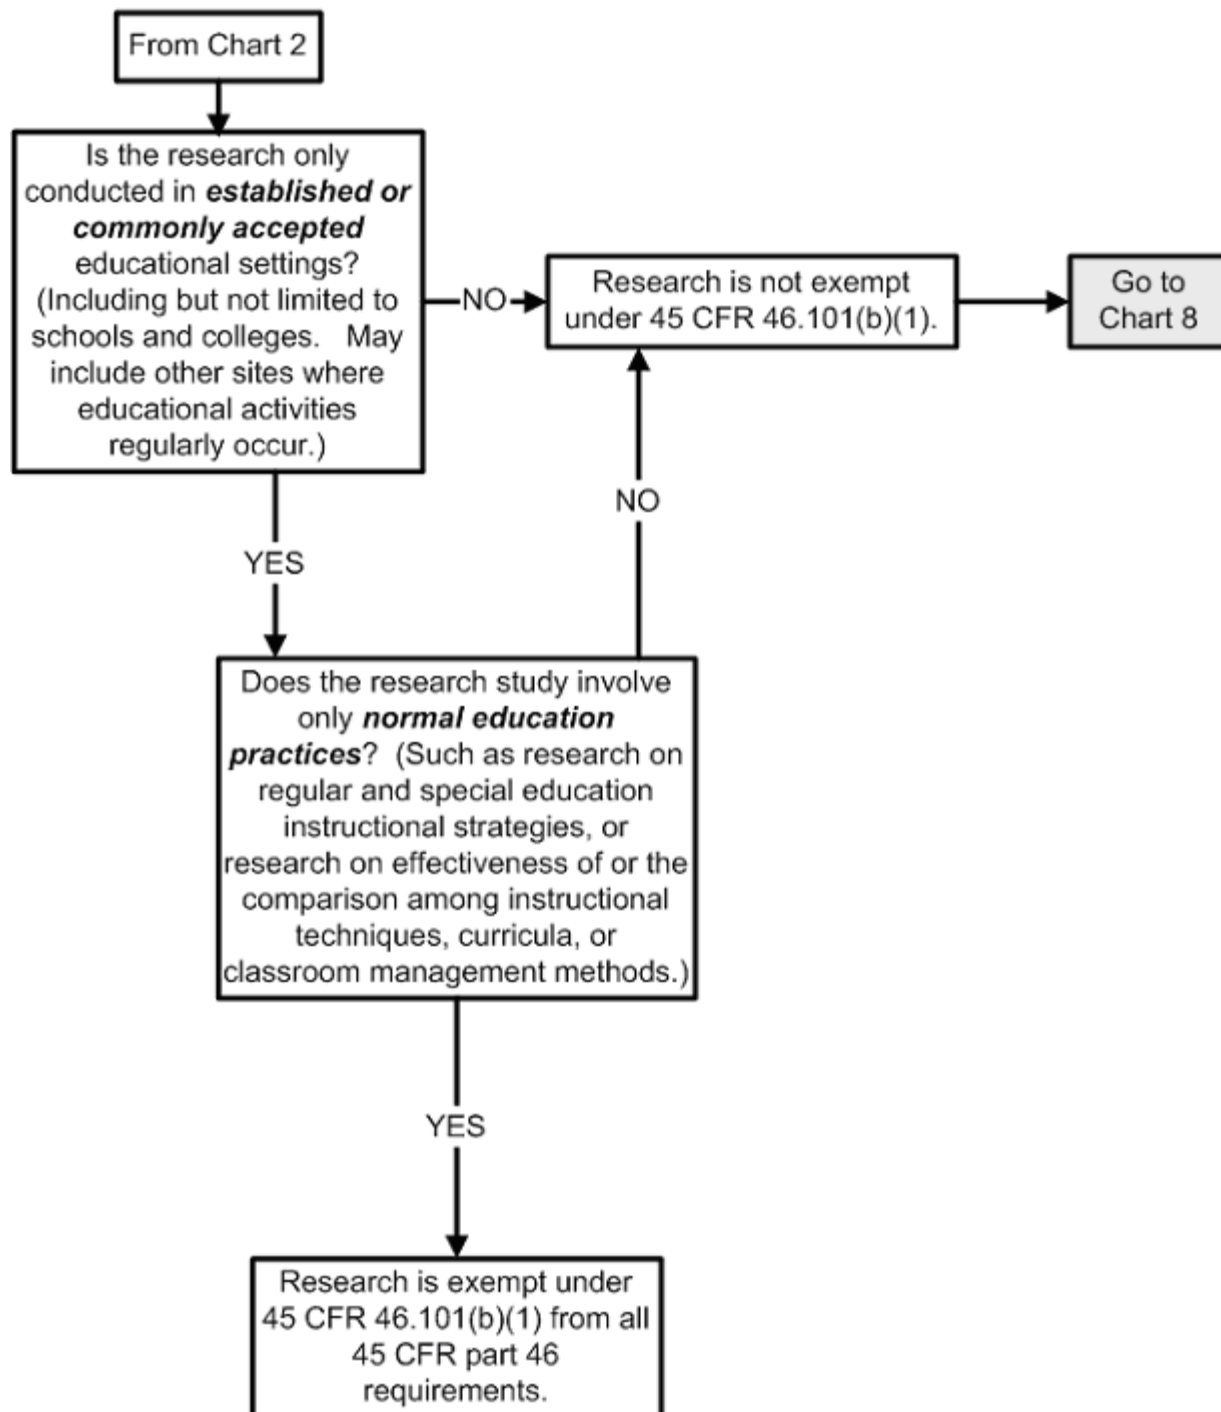 From Chart 2
Is the research only
conducted in established or
commonly accepted
educational settings?
(Including but not limited to
schools and colleges. May
include other sites where
educational activities
regularly occur.)
NO
Research is not exempt
under 45 CFR 46.101(b)(1).
Go to
Chart 8
YES
NO
Does the research study involve
only normal education
practices? (Such as research on
regular and special education
instructional strategies, or
research on effectiveness of or the
comparison among instructional
techniques, curricula, or
classroom management methods.)
YES
Research is exempt under
45 CFR 46.101(b)(1) from all
45 CFR part 46
requirements.